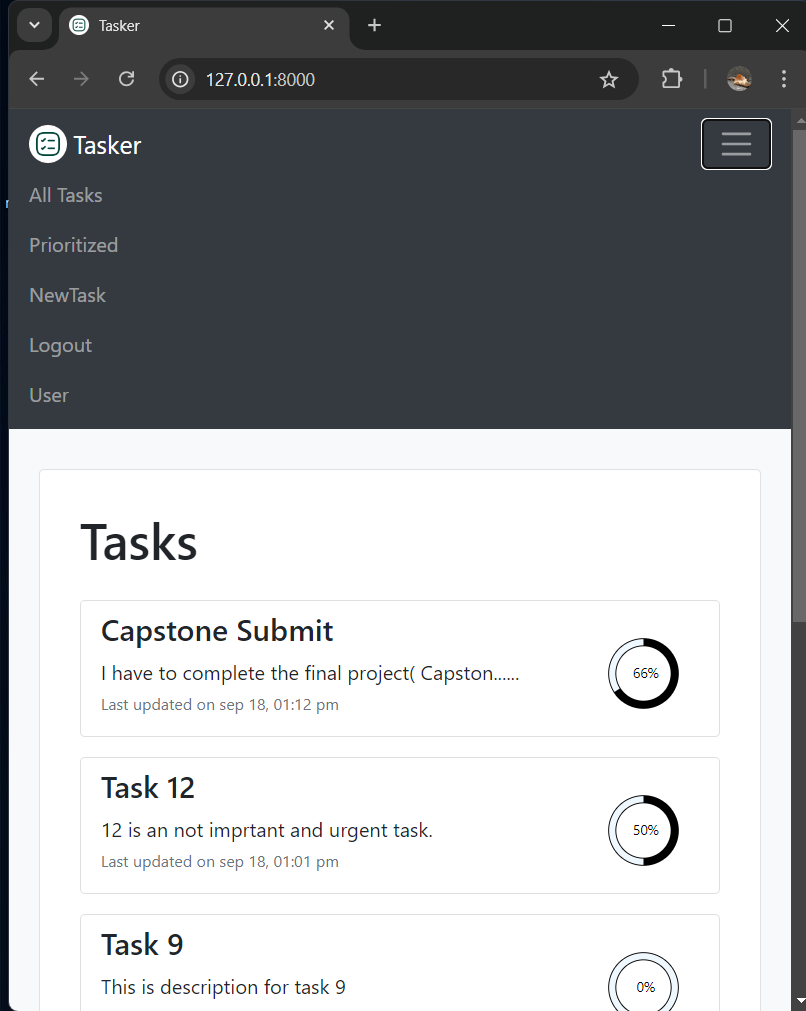 Tasker
127.0.0.1:8000
Tasker
All Tasks
Prioritized
NewTask
Logout
User
Tasks
Capstone Submit
I have to complete the final project( Capston......
Last updated on sep 18, 01:12 pm
66%
Task 12
12 is an not imprtant and urgent task.
Last updated on sep 18, 01:01 pm
50%
Task 9
This is description for task 9
0%